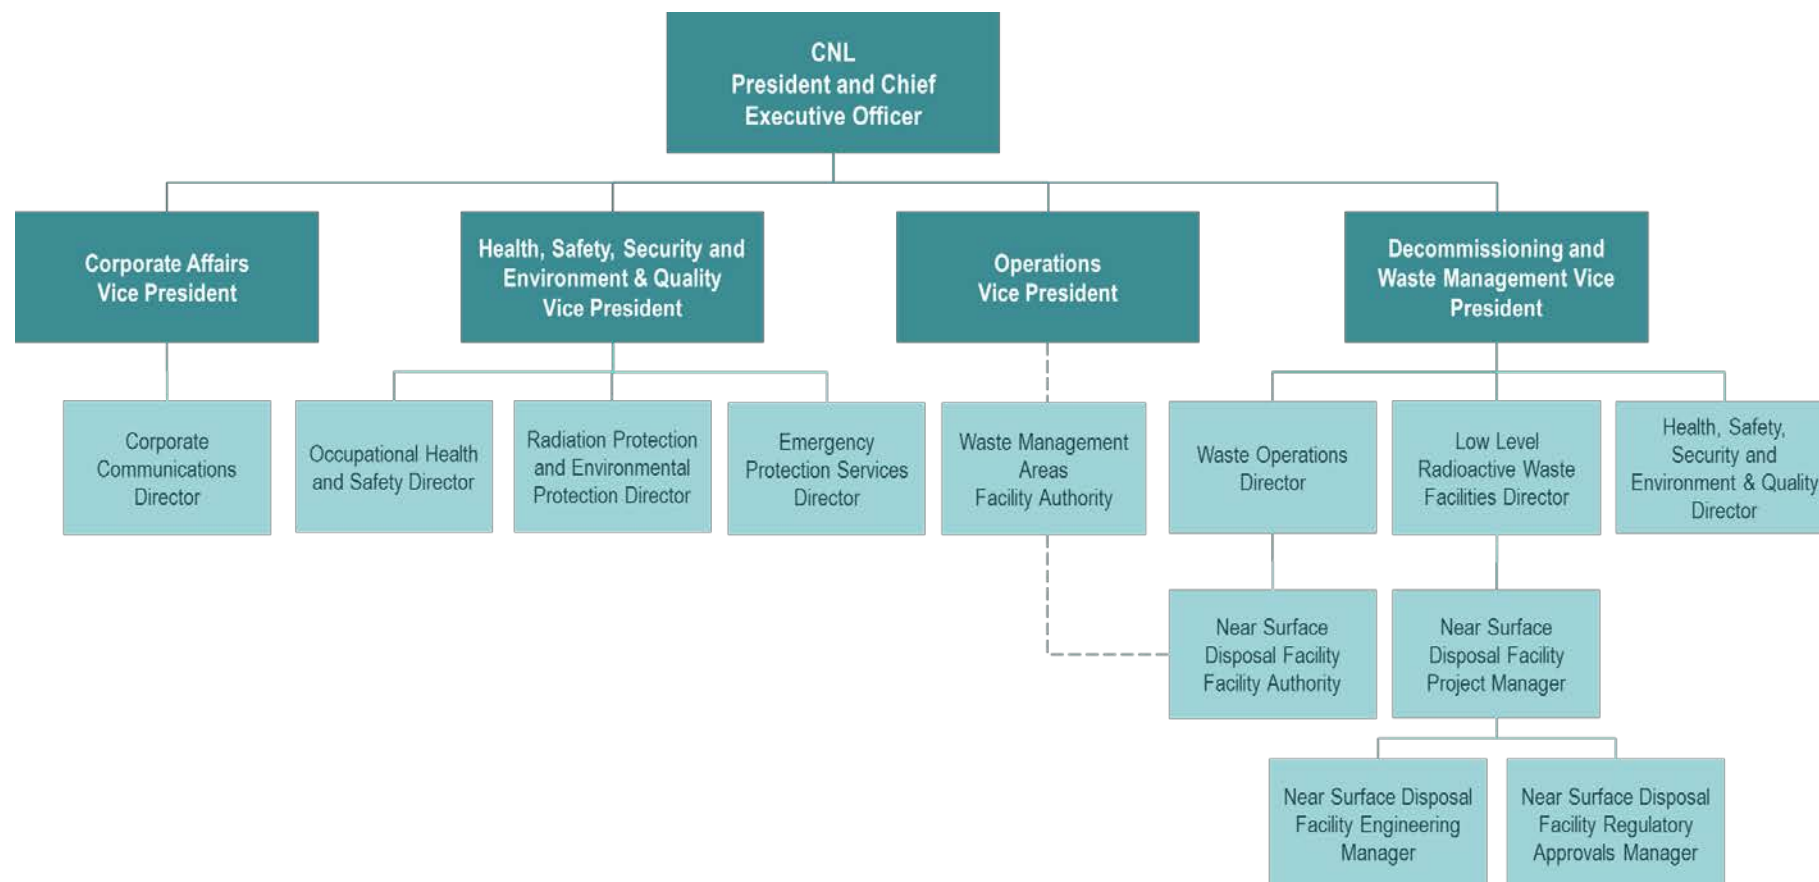 CNL
President and Chief
Executive Officer
Corporate Affairs
Vice President
Health, Safety, Security and
Environment & Quality
Vice President
Operations
Vice President
Decommissioning and
Waste Management Vice
President
Corporate
Communications
Director
Occupational Health
and Safety Director
Radiation Protection
and Environmental
Protection Director
Emergency
Protection Services
Director
Waste Management
Areas
Facility Authority
Waste Operations
Director
Low Level
Radioactive Waste
Facilities Director
Health, Safety,
Security and
Environment & Quality
Director
Near Surface
Disposal Facility
Facility Authority
Near Surface
Disposal Facility
Project Manager
Near Surface Disposal
Facility Engineering
Manager
Near Surface Disposal
Facility Regulatory
Approvals Manager